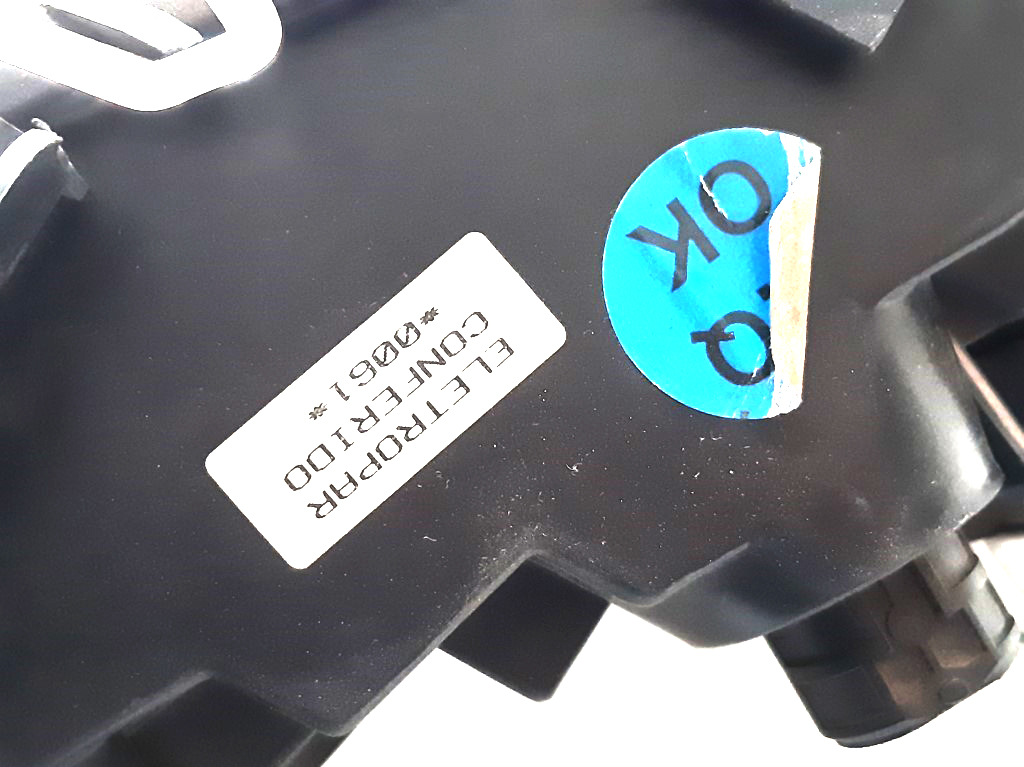 ELETROPAR
CONFERIDO
*0061*
.Q.
OK